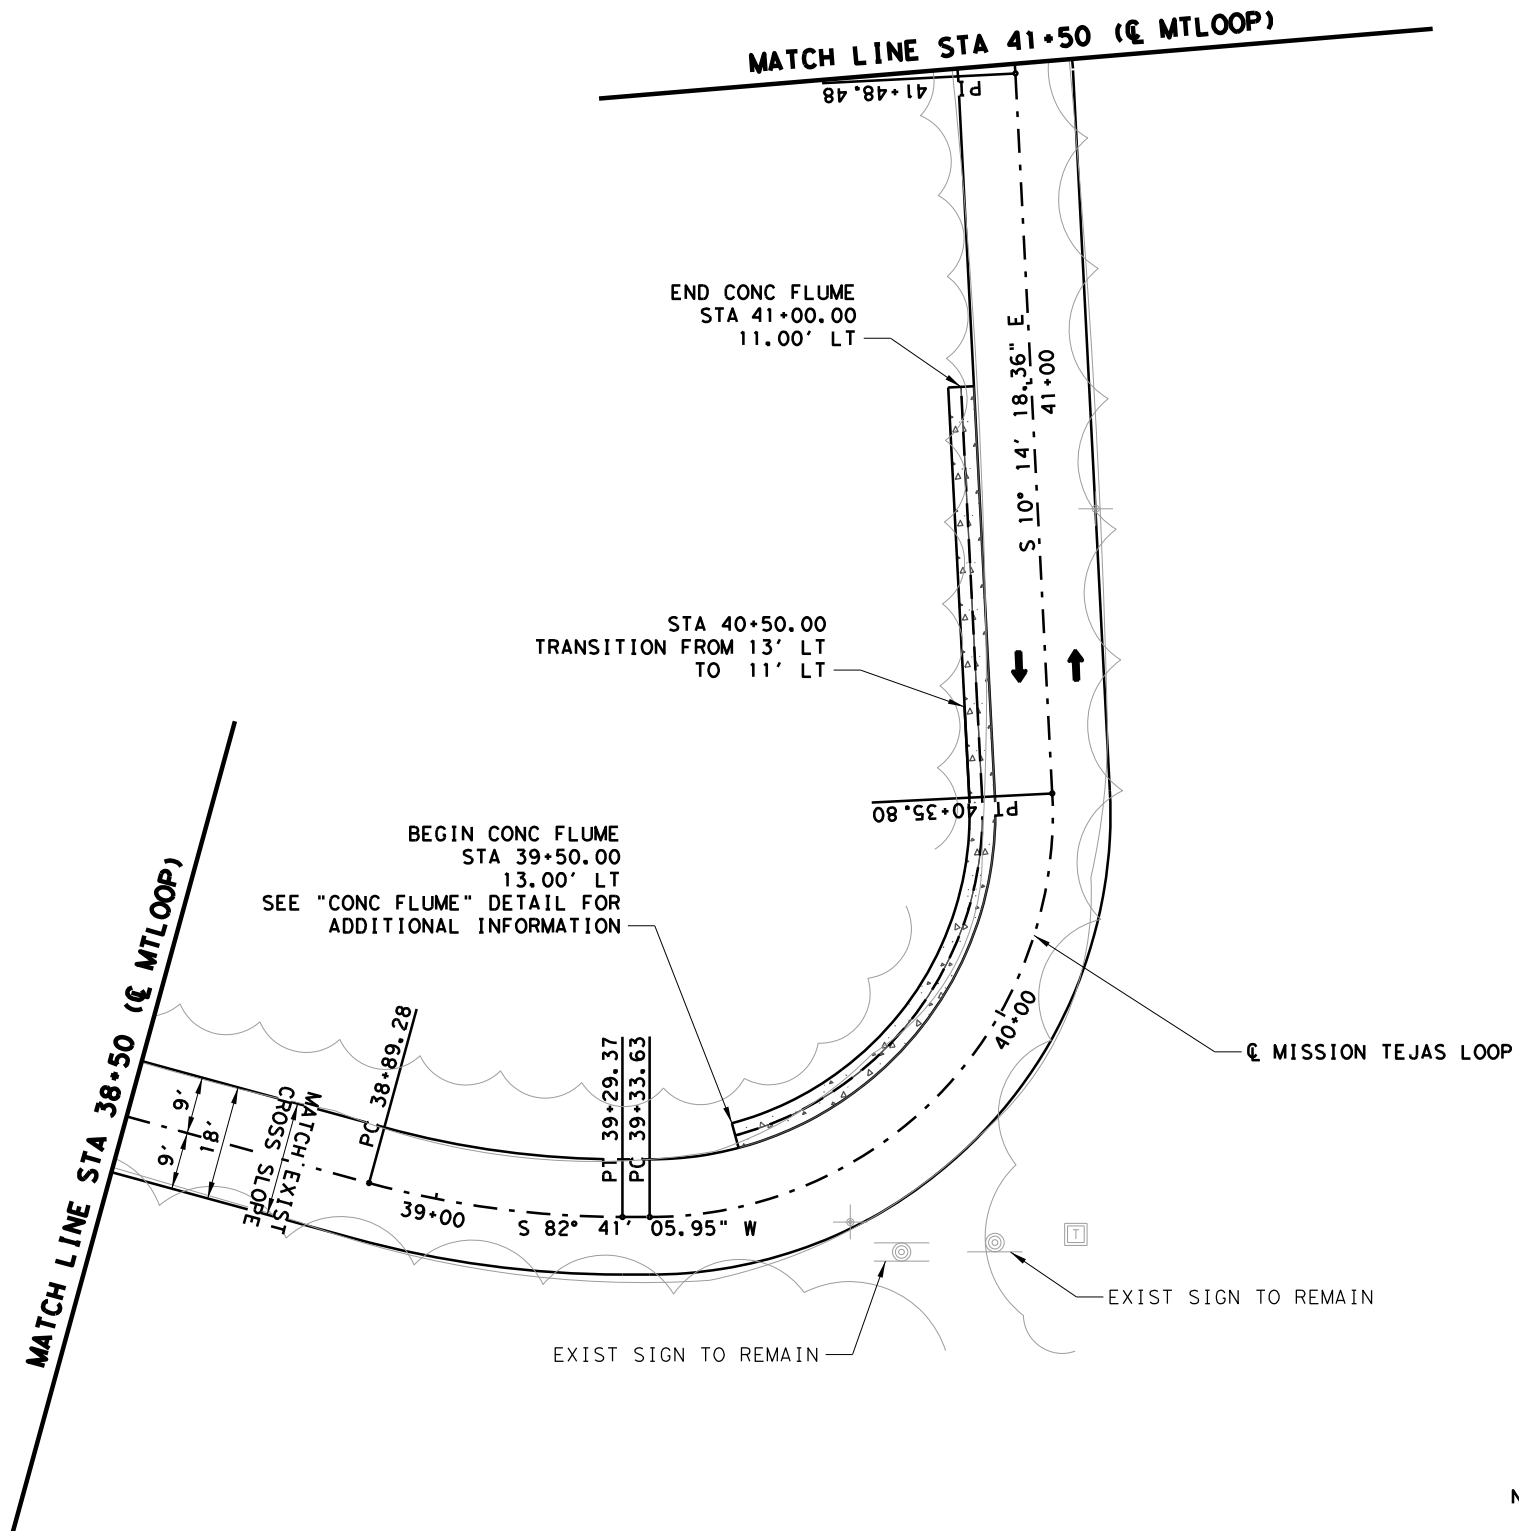 MATCH LINE STA 41+50 (℄ MTLOOP)
PI 41+48.48
END CONC FLUME
STA 41+00.00
11.00' LT
S 10° 14' 18.36" E
41+00
STA 40+50.00
TRANSITION FROM 13' LT
TO 11' LT
PT 40+35.80
BEGIN CONC FLUME
STA 39+50.00
13.00' LT
SEE "CONC FLUME" DETAIL FOR
ADDITIONAL INFORMATION
MATCH LINE STA 38+50 (℄ MTLOOP)
9'
9'
18'
MATCH EXIST
CROSS SLOPE
PC 38+89.28
39+00
PT 39+29.37
PC 39+33.63
S 82° 41' 05.95" W
40+00
℄ MISSION TEJAS LOOP
T
EXIST SIGN TO REMAIN
EXIST SIGN TO REMAIN